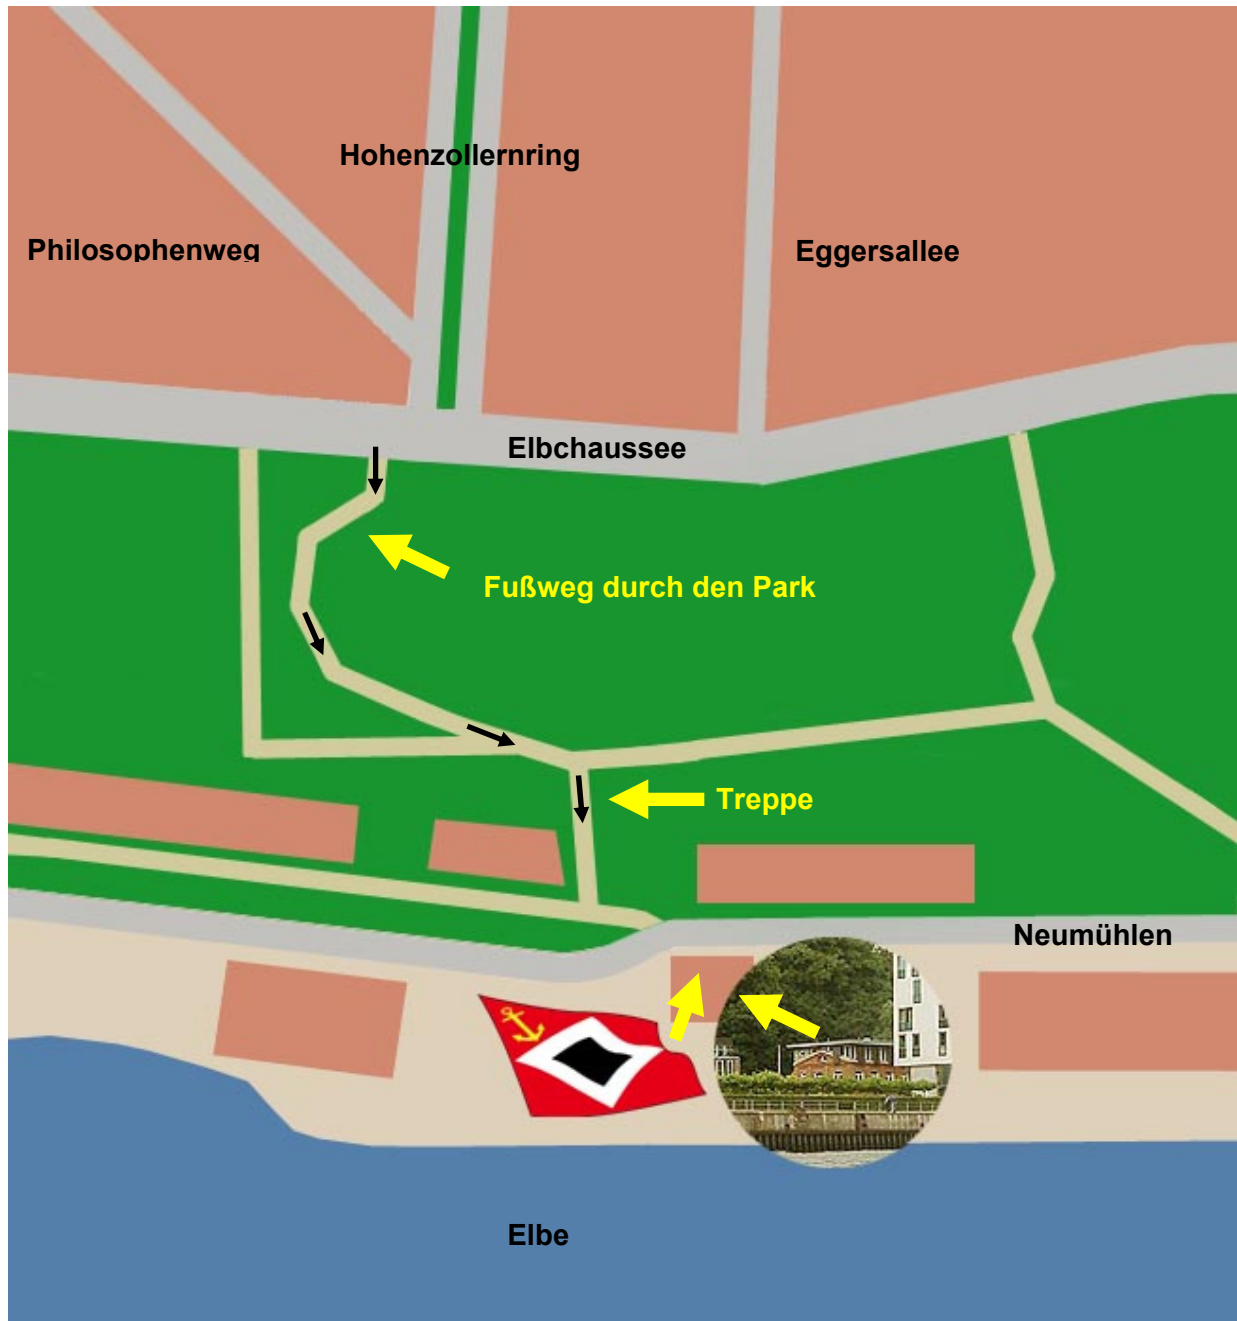 Hohenzollernring
Philosophenweg
Eggersallee
Elbchaussee
Fußweg durch den Park
Treppe
Neumühlen
Elbe